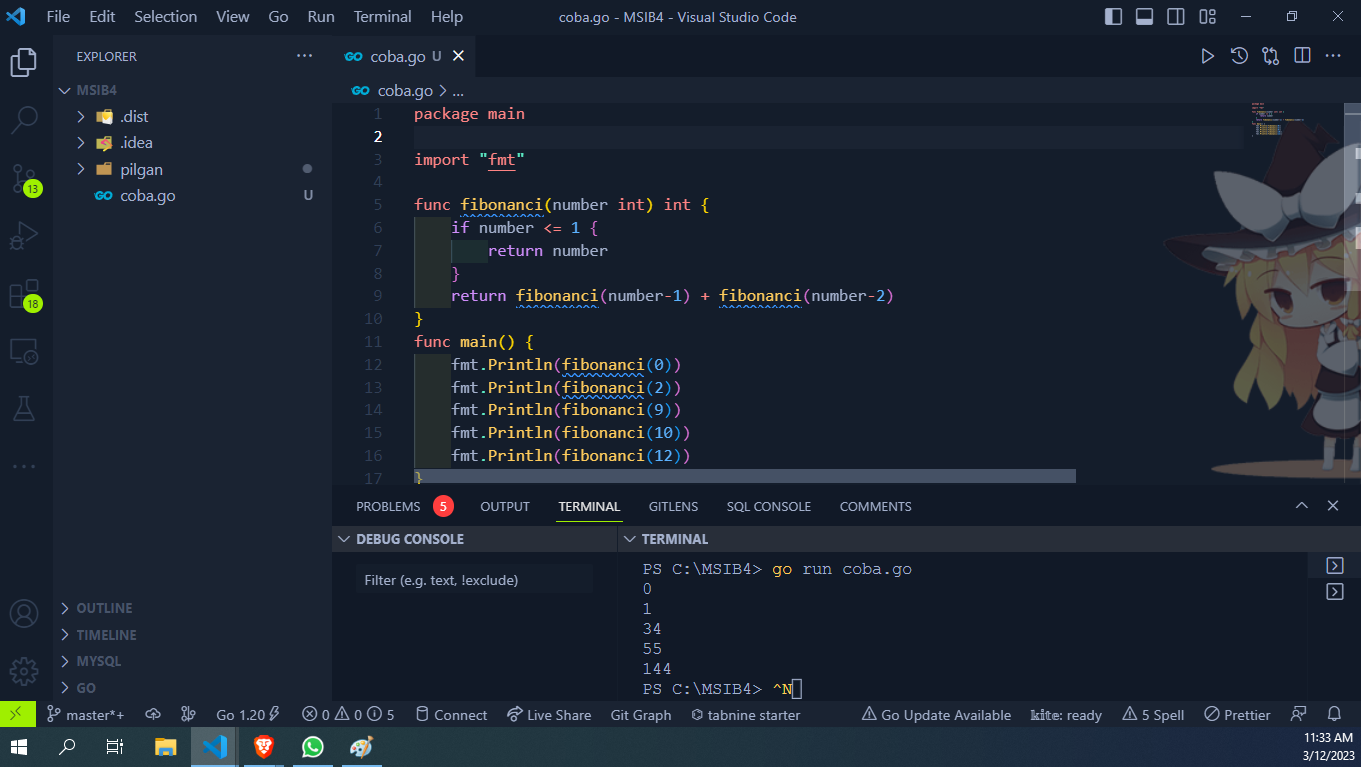 File Edit Selection View Go Run Terminal Help
coba.go - MSIB4 - Visual Studio Code
EXPLORER
MSIB4
.dist
.idea
pilgan
coba.go U
13
18
OUTLINE
TIMELINE
MYSQL
GO
coba.go U
coba.go > ...
1 package main
2
3 import "fmt"
4
5 func fibonanci(number int) int {
6 if number <= 1 {
7 return number
8 }
9 return fibonanci(number-1) + fibonanci(number-2)
10 }
11 func main() {
12 fmt.Println(fibonanci(0))
13 fmt.Println(fibonanci(2))
14 fmt.Println(fibonanci(9))
15 fmt.Println(fibonanci(10))
16 fmt.Println(fibonanci(12))
17 }
PROBLEMS 5 OUTPUT TERMINAL GITLENS SQL CONSOLE COMMENTS
DEBUG CONSOLE
Filter (e.g. text, !exclude)
TERMINAL
PS C:\MSIB4> go run coba.go
0
1
34
55
144
PS C:\MSIB4> ^N
master*+ Go 1.20 0 0 5 Connect Live Share Git Graph tabnine starter Go Update Available kite: ready 5 Spell Prettier
11:33 AM
3/12/2023